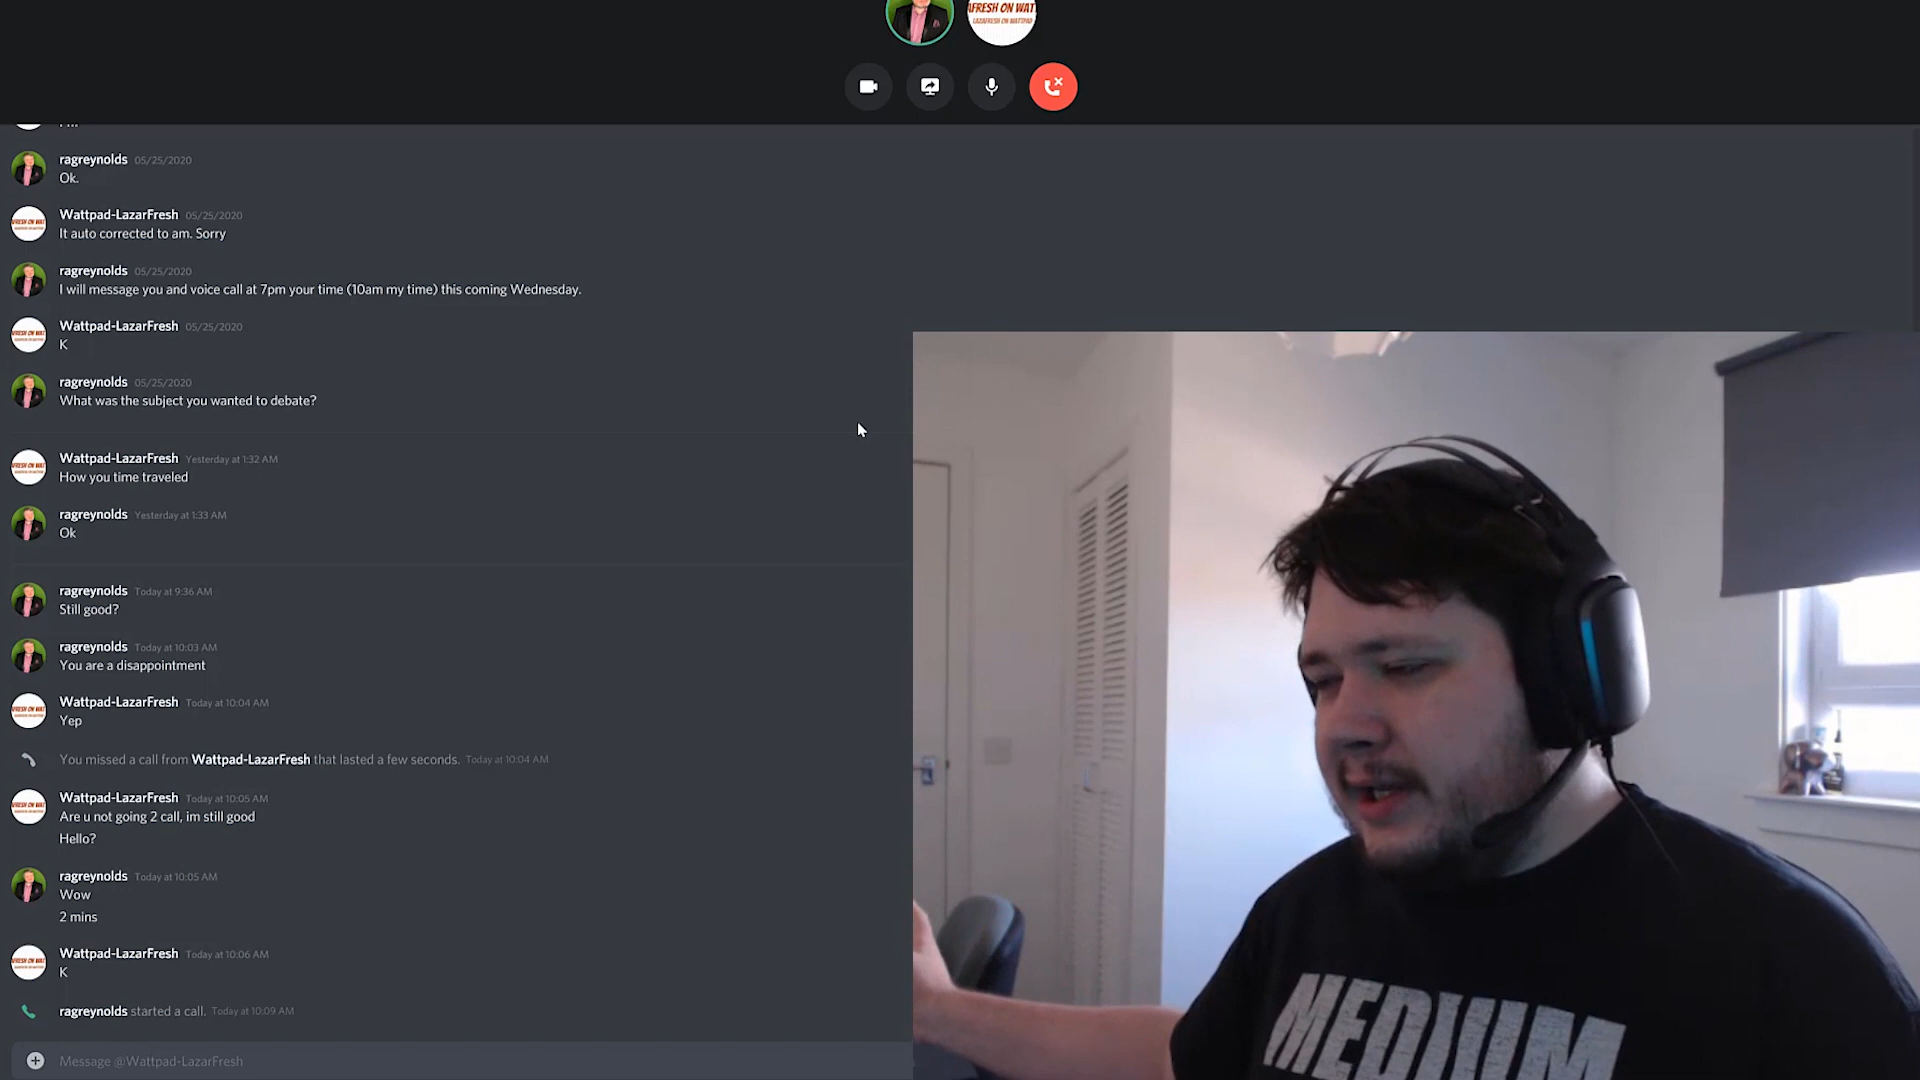 AFRESH ON WAT
LAZAFRESH ON WATTPAD
ragreynolds 05/25/2020
Ok.
Wattpad-LazarFresh 05/25/2020
It auto corrected to am. Sorry
ragreynolds 05/25/2020
I will message you and voice call at 7pm your time (10am my time) this coming Wednesday.
Wattpad-LazarFresh 05/25/2020
K
ragreynolds 05/25/2020
What was the subject you wanted to debate?
Wattpad-LazarFresh Yesterday at 1:32 AM
How you time traveled
ragreynolds Yesterday at 1:33 AM
Ok
ragreynolds Today at 9:36 AM
Still good?
ragreynolds Today at 10:03 AM
You are a disappointment
Wattpad-LazarFresh Today at 10:04 AM
Yep
You missed a call from Wattpad-LazarFresh that lasted a few seconds. Today at 10:04 AM
Wattpad-LazarFresh Today at 10:05 AM
Are u not going 2 call, im still good
Hello?
ragreynolds Today at 10:05 AM
Wow
2 mins
Wattpad-LazarFresh Today at 10:06 AM
K
ragreynolds started a call. Today at 10:09 AM
Message @Wattpad-LazarFresh
MEDIUM